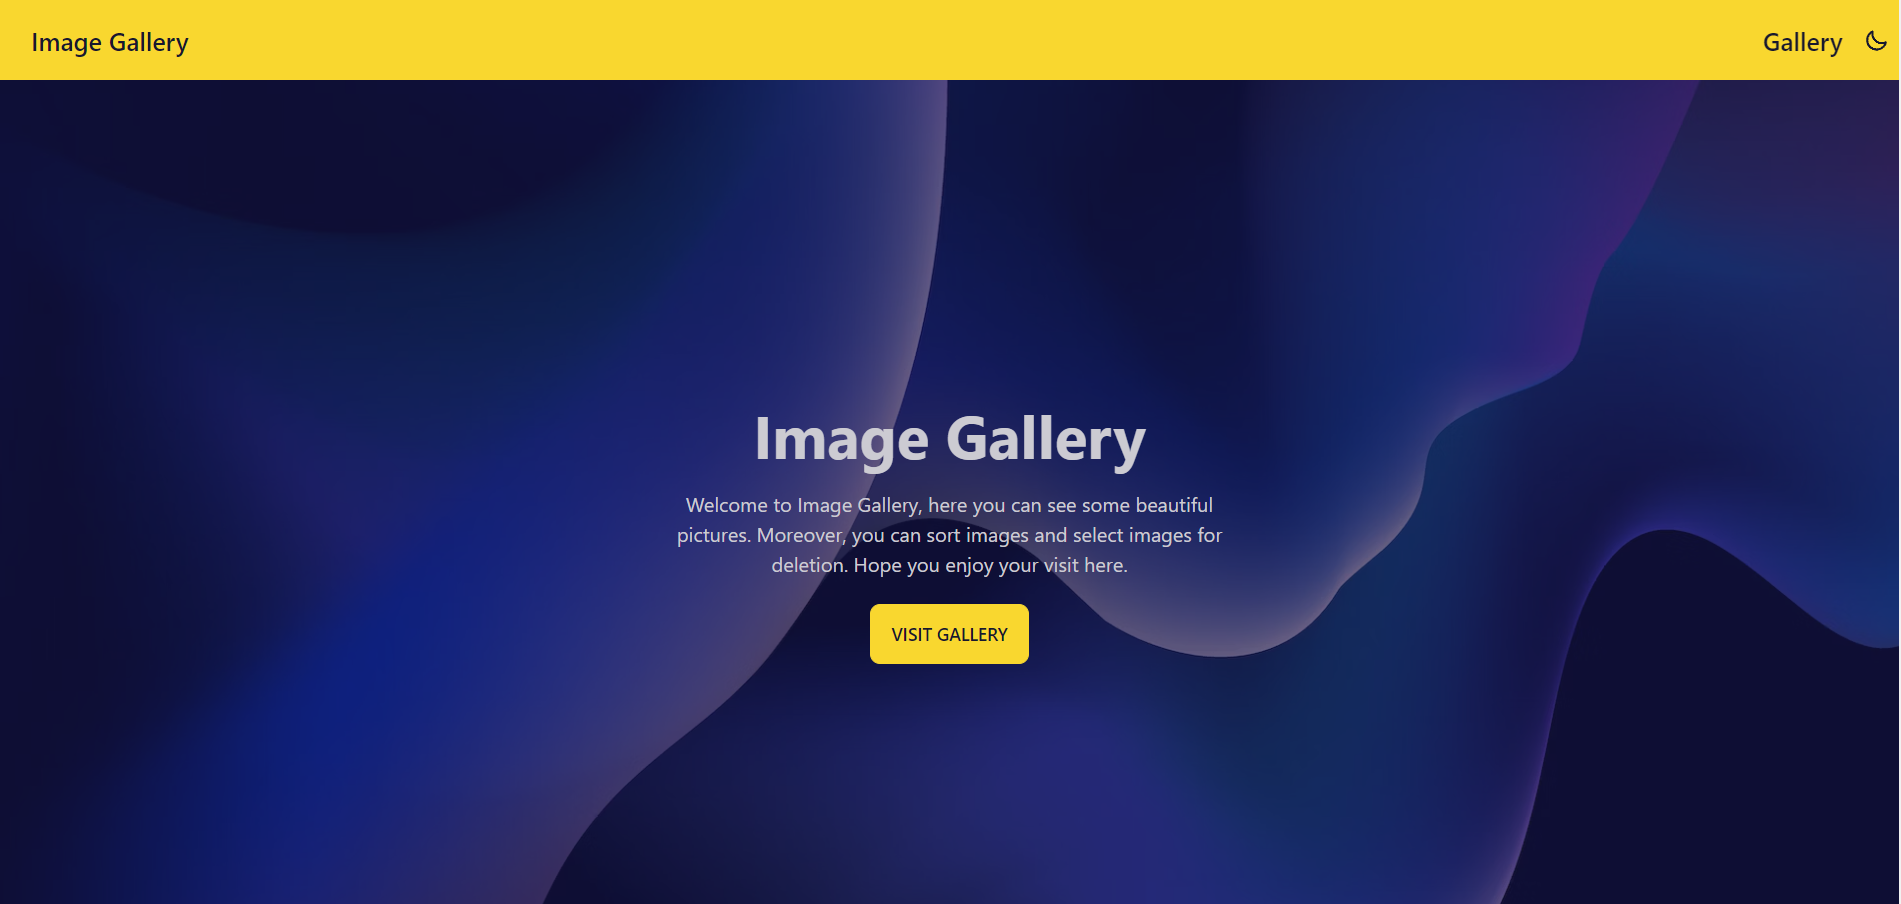 Image Gallery
Gallery
Image Gallery
Welcome to Image Gallery, here you can see some beautiful
pictures. Moreover, you can sort images and select images for
deletion. Hope you enjoy your visit here.
VISIT GALLERY